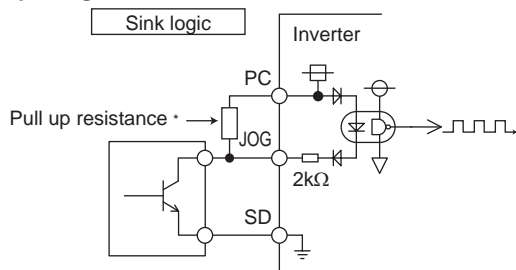 Sink logic
Inverter
PC
Pull up resistance *
JOG
2kΩ
SD